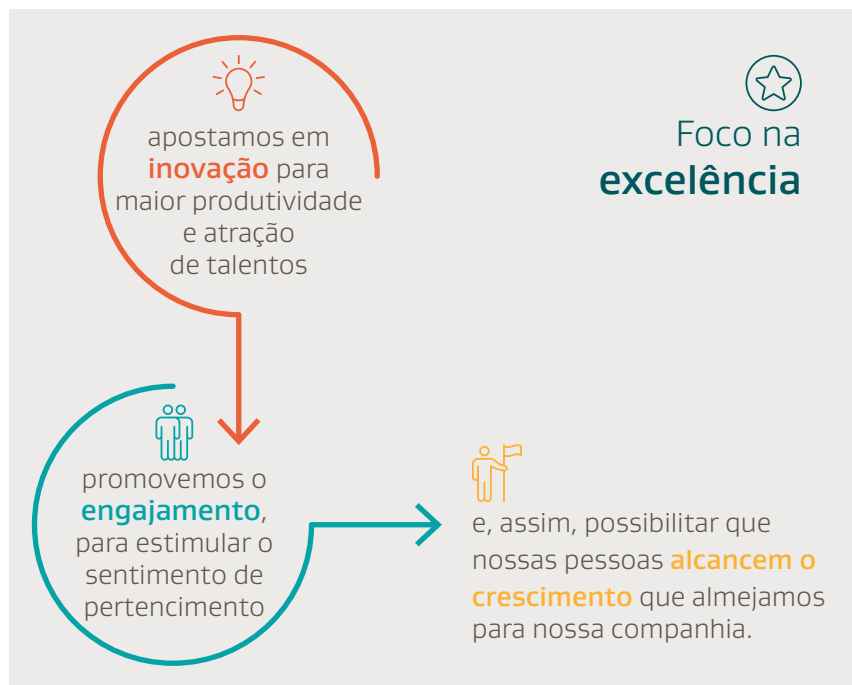 Foco na
excelência
apostamos em
inovação para
maior produtividade
e atração
de talentos
promovemos o
engajamento,
para estimular o
sentimento de
pertencimento
e, assim, possibilitar que
nossas pessoas alcancem o
crescimento que almejamos
para nossa companhia.